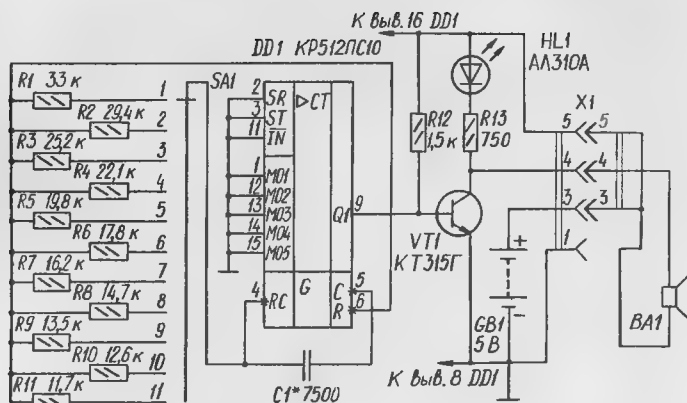 К выв. 16 DD1
DD1 КР512ПС10
HL1
АЛ310А
R1 33 к 1
R2 29,4 к 2
R3 25,2 к 3
R4 22,1 к 4
R5 19,8 к 5
R6 17,8 к 6
R7 16,2 к 7
R8 14,7 к 8
R9 13,5 к 9
R10 12,6 к 10
R11 11,7 к 11
SA1
2 SR
3 ST
11 IN
1 M01
12 M02
13 M03
14 M04
15 M05
4 RC
CT
G
Q1 9
C 5
R 6
C1* 7500
R12
1,5 к
R13
750
VT1
КТ315Г
X1
5 5
4 4
3 3
1
+
–
GB1
5 В
BA1
К выв. 8 DD1